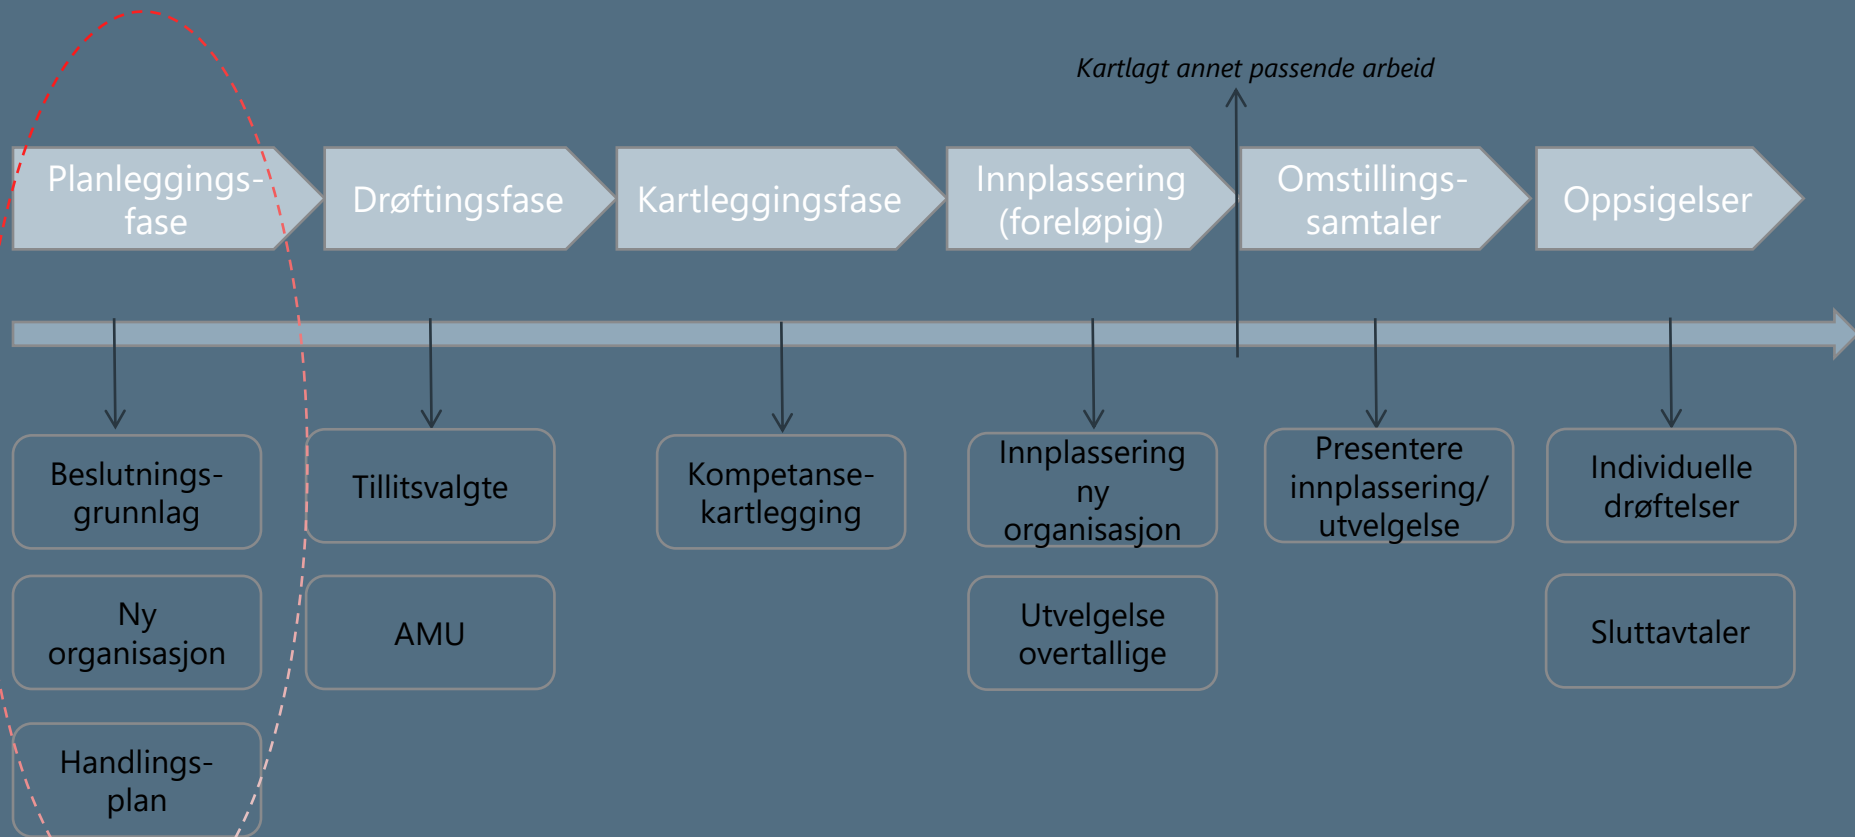 Kartlagt annet passende arbeid
Planleggings-
fase
Drøftingsfase
Kartleggingsfase
Innplassering
(foreløpig)
Omstillings-
samtaler
Oppsigelser
Beslutnings-
grunnlag
Tillitsvalgte
Kompetanse-
kartlegging
Innplassering
ny
organisasjon
Presentere
innplassering/
utvelgelse
Individuelle
drøftelser
Ny
organisasjon
AMU
Utvelgelse
overtallige
Sluttavtaler
Handlings-
plan